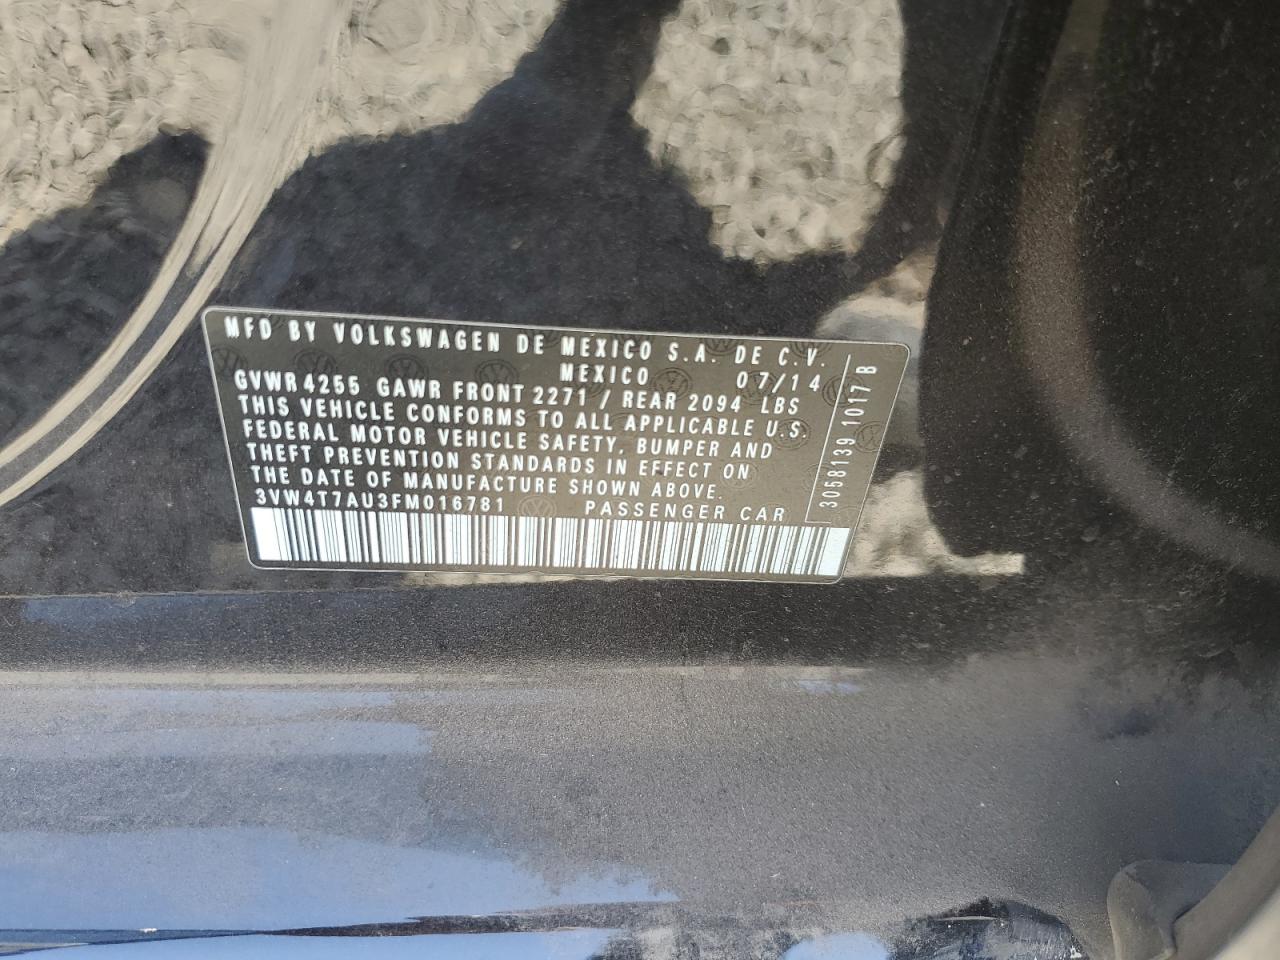 MFD BY VOLKSWAGEN DE MEXICO S.A. DE C.V.
MEXICO 07/14
GVWR 4255 GAWR FRONT 2271 / REAR 2094 LBS
THIS VEHICLE CONFORMS TO ALL APPLICABLE U.S.
FEDERAL MOTOR VEHICLE SAFETY, BUMPER AND
THEFT PREVENTION STANDARDS IN EFFECT ON
THE DATE OF MANUFACTURE SHOWN ABOVE.
3VW4T7AU3FM016781 PASSENGER CAR
3058139 1017 B